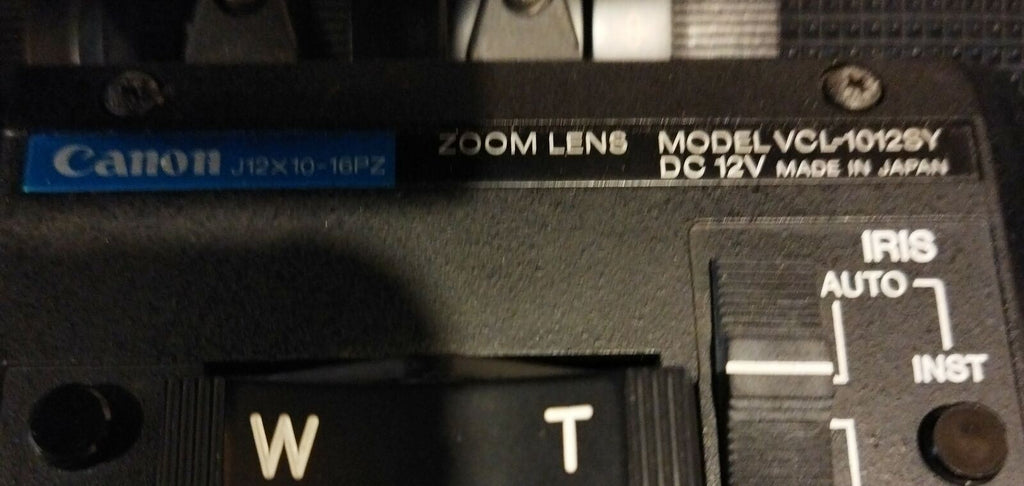 Canon J12X10-16PZ
ZOOM LENS
MODEL VCL-1012SY
DC 12V MADE IN JAPAN
IRIS
AUTO
INST
W T